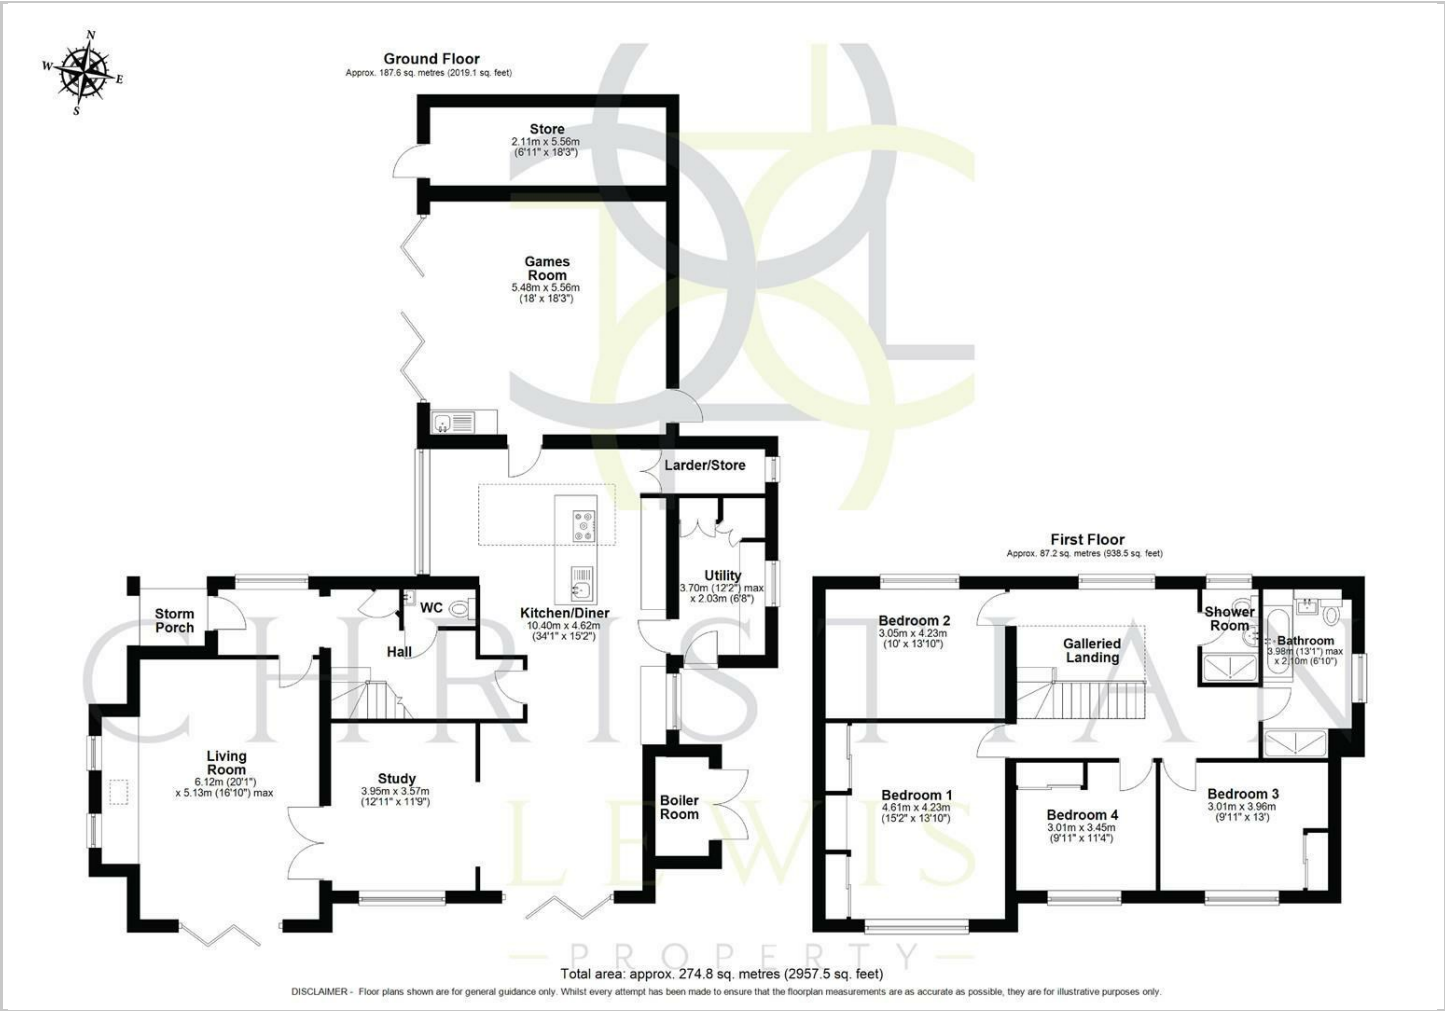 N
W
E
S
Ground Floor
Approx. 187.6 sq. metres (2019.1 sq. feet)
Store
2.11m x 5.56m
(6'11" x 18'3")
Games
Room
5.48m x 5.56m
(18' x 18'3")
Larder/Store
Utility
3.70m (12'2") max
x 2.03m (6'8")
Kitchen/Diner
10.40m x 4.62m
(34'1" x 15'2")
WC
Storm
Porch
Hall
Living
Room
6.12m (20'1")
x 5.13m (16'10") max
Study
3.95m x 3.57m
(12'11" x 11'9")
Boiler
Room
First Floor
Approx. 87.2 sq. metres (938.5 sq. feet)
Bedroom 2
3.05m x 4.23m
(10' x 13'10")
Galleried
Landing
Shower
Room
Bathroom
3.98m (13'1") max
x 2.10m (6'10")
Bedroom 1
4.61m x 4.23m
(15'2" x 13'10")
Bedroom 4
3.01m x 3.45m
(9'11" x 11'4")
Bedroom 3
3.01m x 3.96m
(9'11" x 13')
CHRISTIAN
LEWIS
PROPERTY
Total area: approx. 274.8 sq. metres (2957.5 sq. feet)
DISCLAIMER - Floor plans shown are for general guidance only. Whilst every attempt has been made to ensure that the floorplan measurements are as accurate as possible, they are for illustrative purposes only.